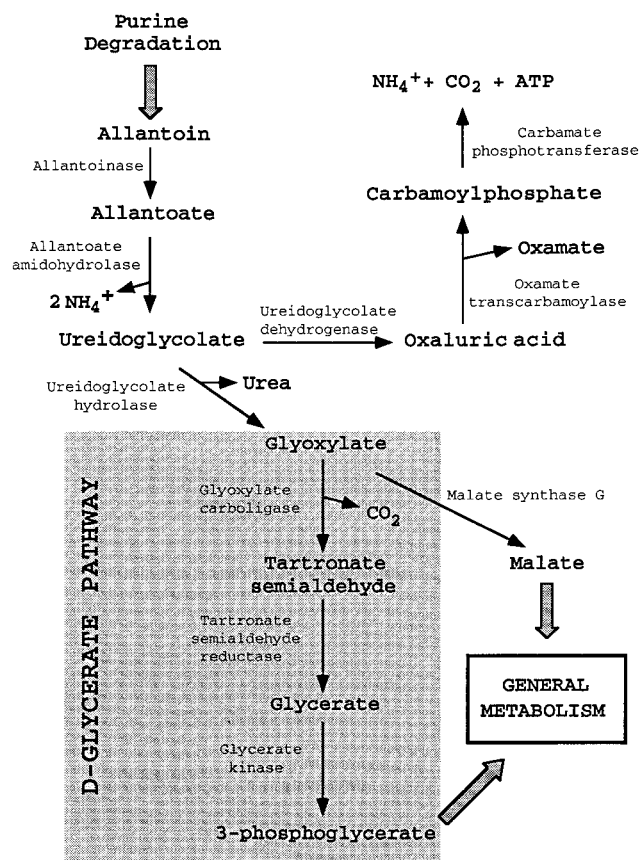 Purine
Degradation
NH₄⁺ + CO₂ + ATP
Allantoin
Carbamate
phosphotransferase
Allantoinase
Carbamoylphosphate
Allantoate
Allantoate
amidohydrolase
Oxamate
2 NH₄⁺
Oxamate
transcarbamoylase
Ureidoglycolate
dehydrogenase
Ureidoglycolate
Oxaluric acid
Ureidoglycolate
hydrolase
Urea
Glyoxylate
Glyoxylate
carboligase
CO₂
Malate synthase G
Tartronate
semialdehyde
Malate
Tartronate
semialdehyde
reductase
Glycerate
GENERAL
METABOLISM
Glycerate
kinase
3-phosphoglycerate
D-GLYCERATE PATHWAY